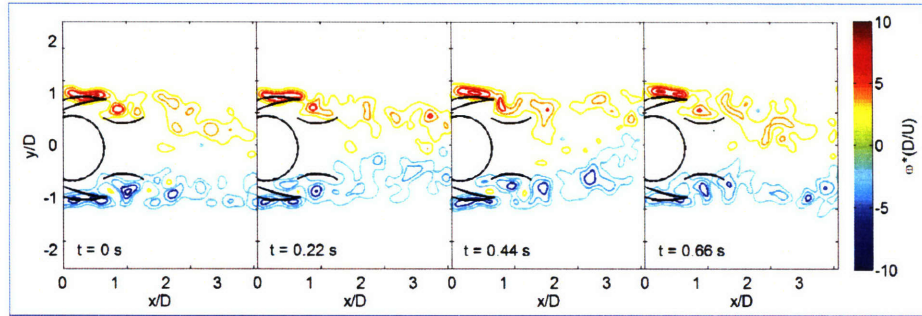 2
1
0
-1
-2
y/D
t = 0 s
t = 0.22 s
t = 0.44 s
t = 0.66 s
0 1 2 3
0 1 2 3
0 1 2 3
0 1 2 3
x/D
x/D
x/D
x/D
10
5
0
-5
-10
ω*(D/U)